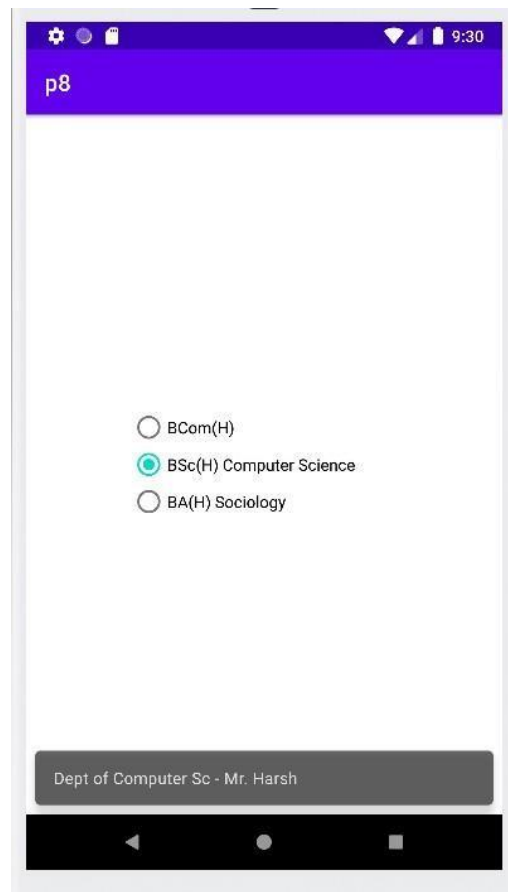 9:30
p8
BCom(H)
BSc(H) Computer Science
BA(H) Sociology
Dept of Computer Sc - Mr. Harsh